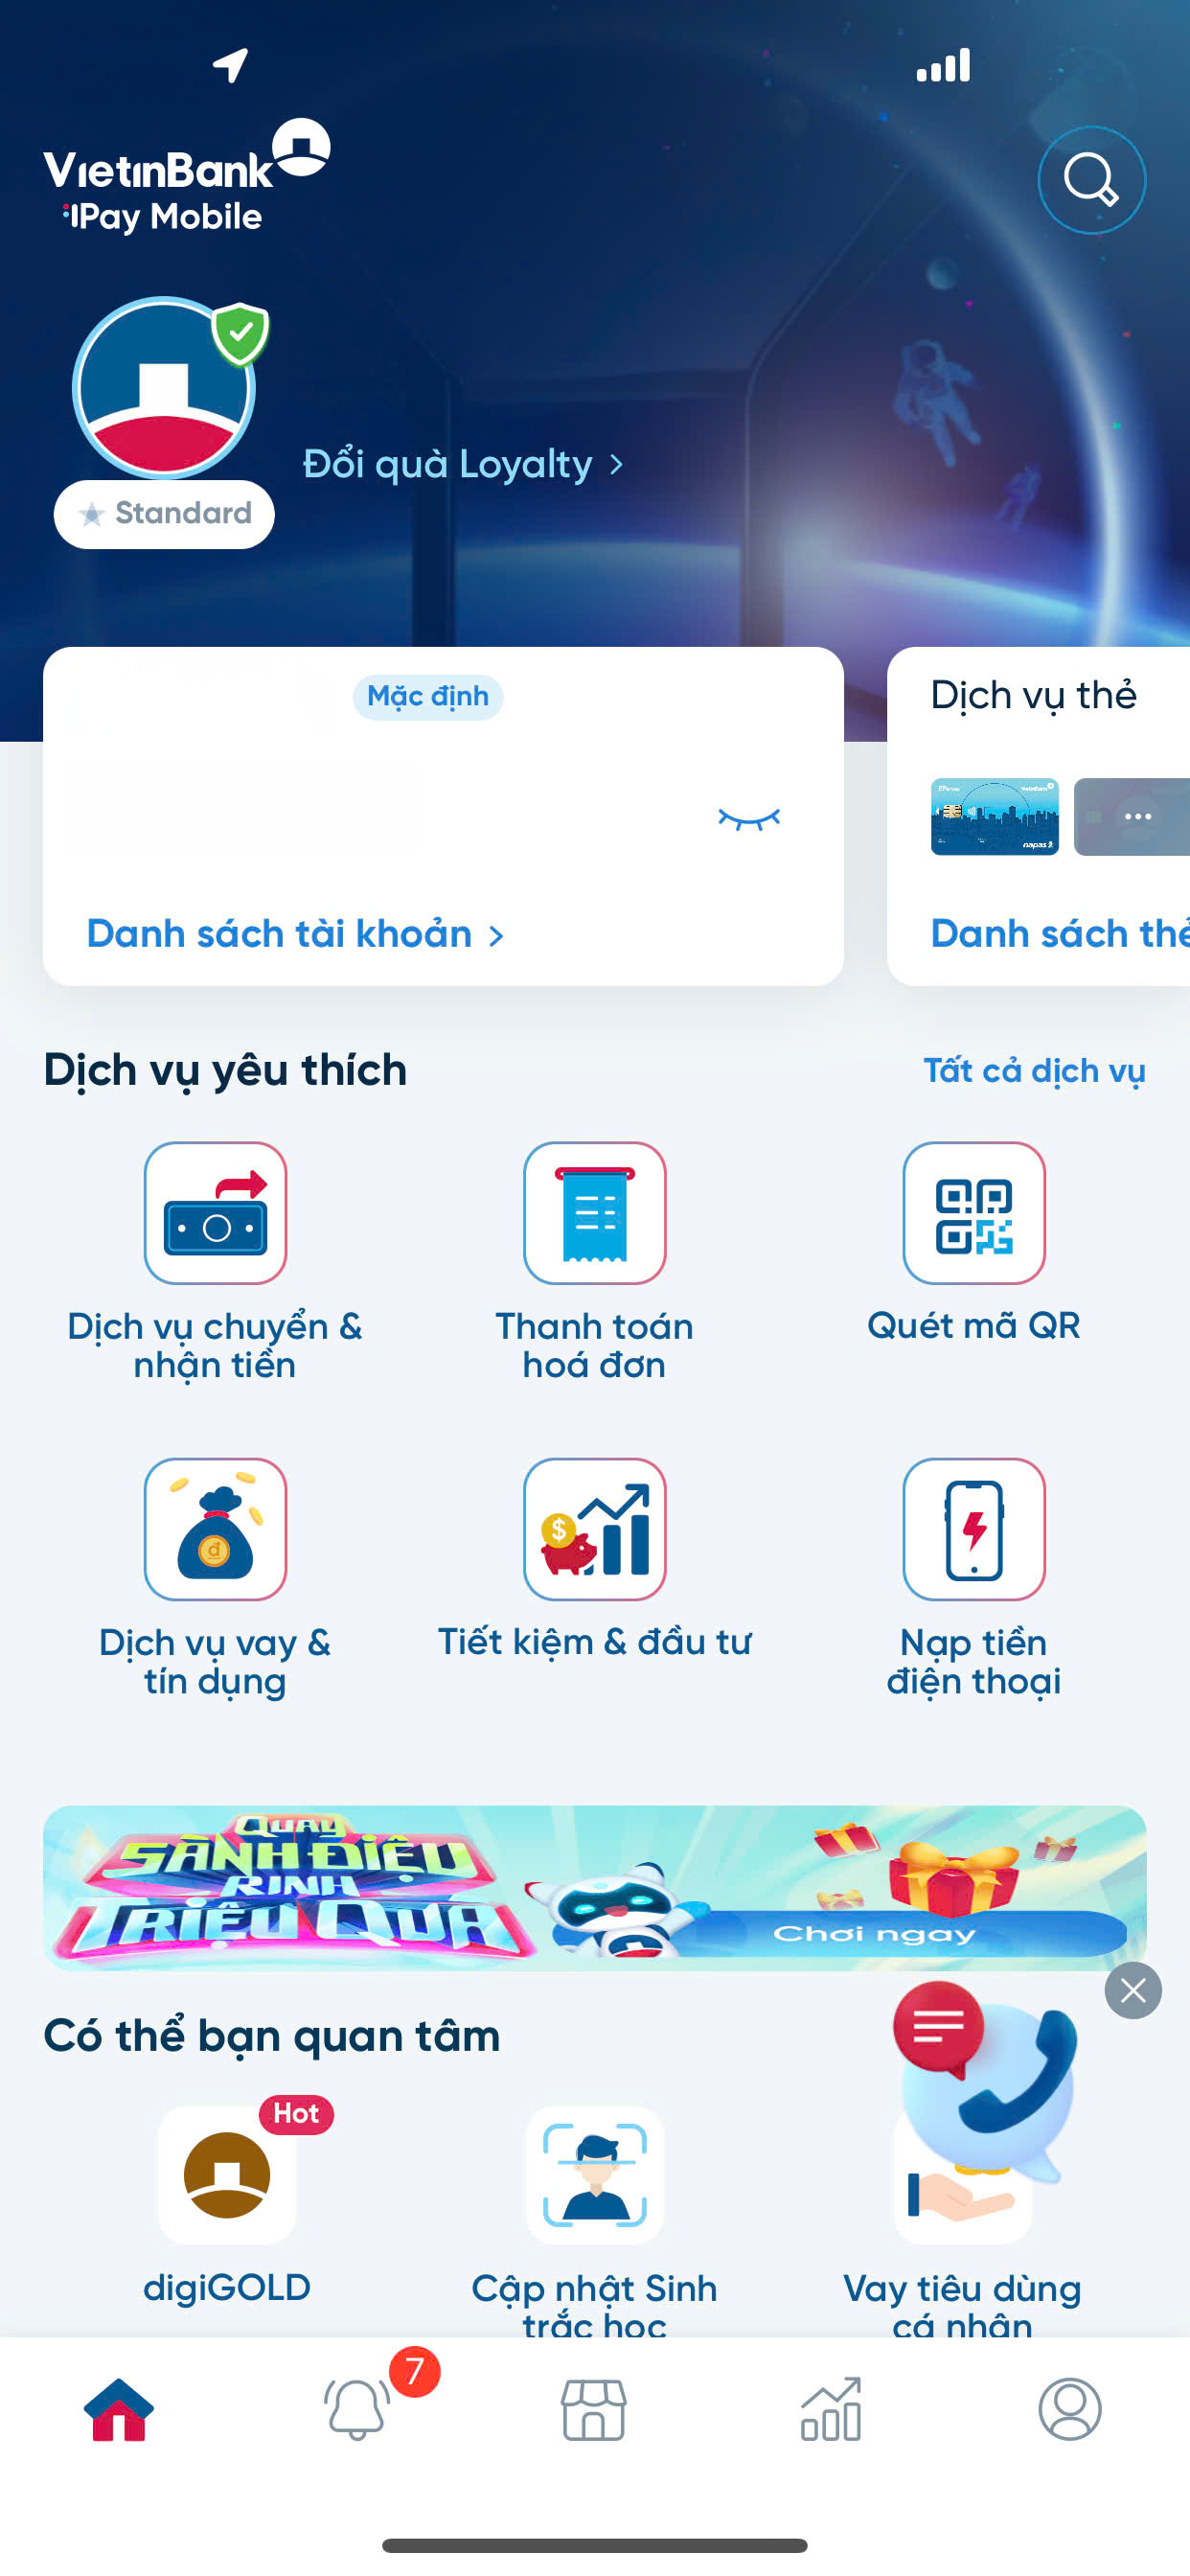 VietinBank
iPay Mobile
Standard
Đổi quà Loyalty
Mặc định
Danh sách tài khoản
Dịch vụ thẻ
VietinBank
napas
Danh sách thẻ
Dịch vụ yêu thích
Tất cả dịch vụ
Dịch vụ chuyển &
nhận tiền
Thanh toán
hoá đơn
Quét mã QR
đ
$
Dịch vụ vay &
tín dụng
Tiết kiệm & đầu tư
Nạp tiền
điện thoại
Quay
SÀNH ĐIỆU
RINH
TRIỆU QUÀ
Chơi ngay
Có thể bạn quan tâm
Hot
digiGOLD
Cập nhật Sinh
trắc học
Vay tiêu dùng
cá nhân
7